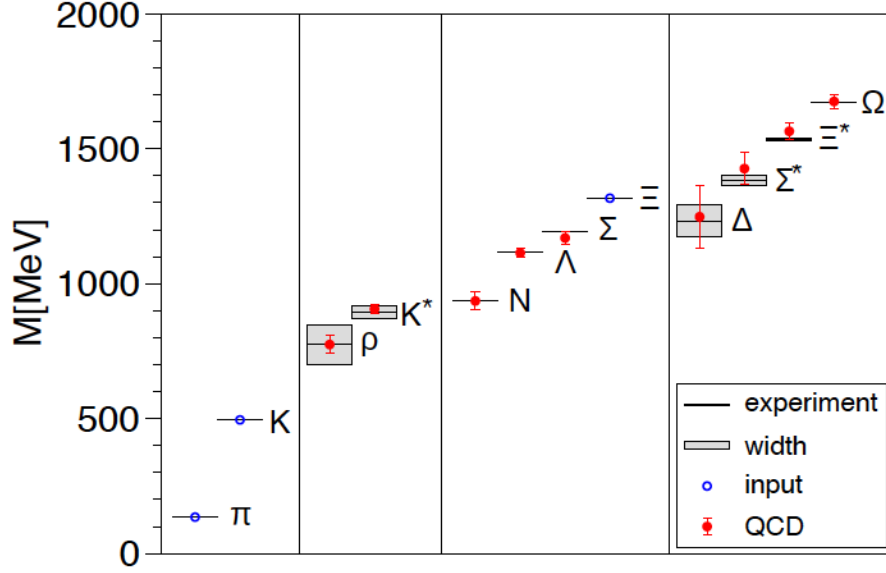 M[MeV]
2000
1500
1000
500
0
π
K
ρ
K*
N
Λ
Σ
Ξ
Δ
Σ*
Ξ*
Ω
experiment
width
input
QCD